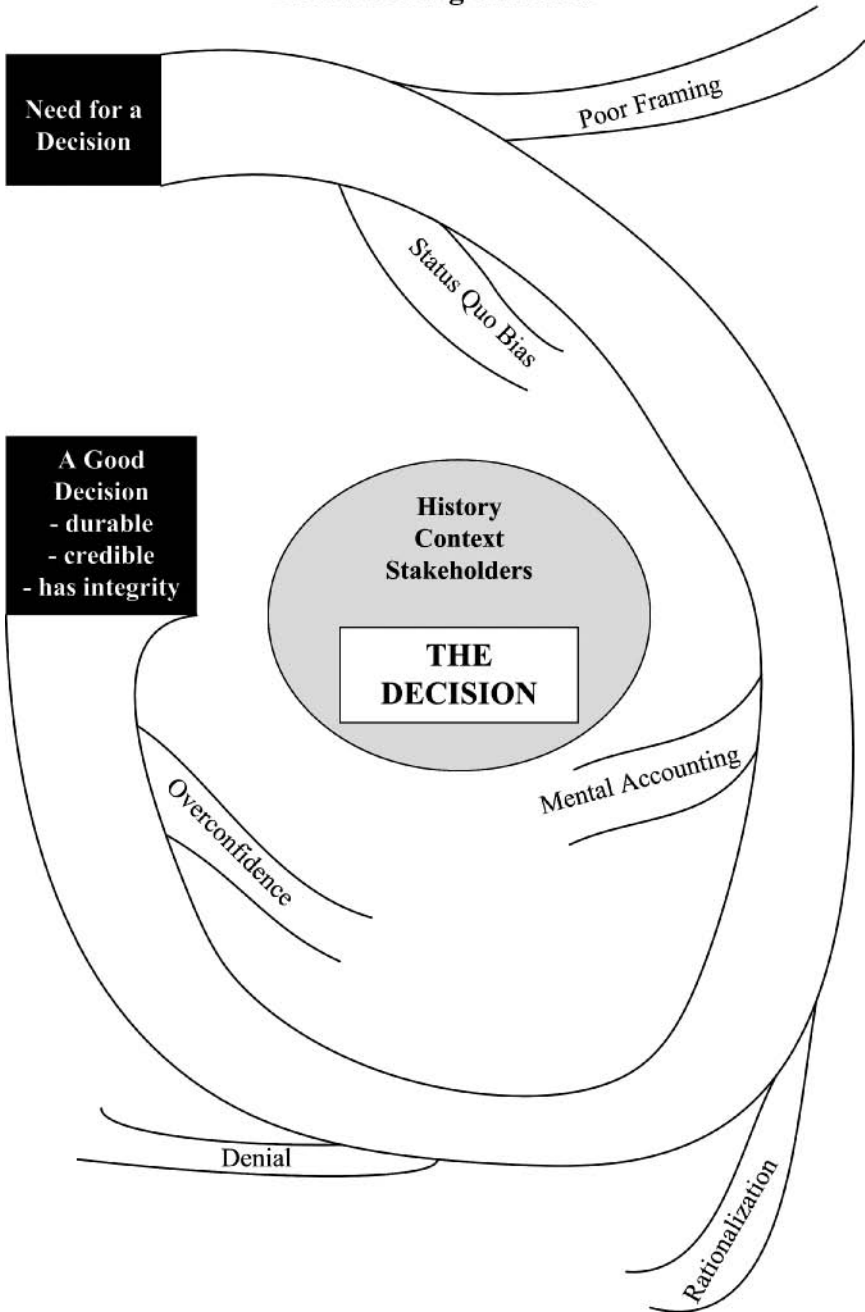 Need for a
Decision
Poor Framing
Status Quo Bias
A Good
Decision
- durable
- credible
- has integrity
History
Context
Stakeholders
THE
DECISION
Mental Accounting
Overconfidence
Denial
Rationalization